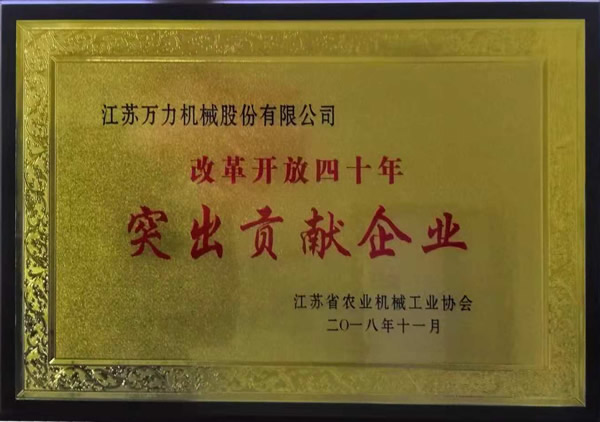 江苏万力机械股份有限公司
改革开放四十年
突出贡献企业
江苏省农业机械工业协会
二〇一八年十一月